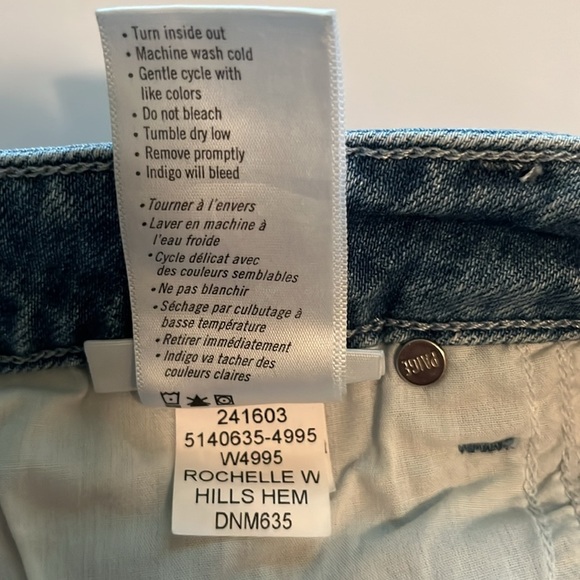 • Turn inside out
• Machine wash cold
• Gentle cycle with
like colors
• Do not bleach
• Tumble dry low
• Remove promptly
• Indigo will bleed
• Tourner à l'envers
• Laver en machine à
l'eau froide
• Cycle délicat avec
des couleurs semblables
• Ne pas blanchir
• Séchage par culbutage à
basse température
• Retirer immédiatement
• Indigo va tacher des
couleurs claires
PAIGE
241603
5140635-4995
W4995
ROCHELLE W
HILLS HEM
DNM635